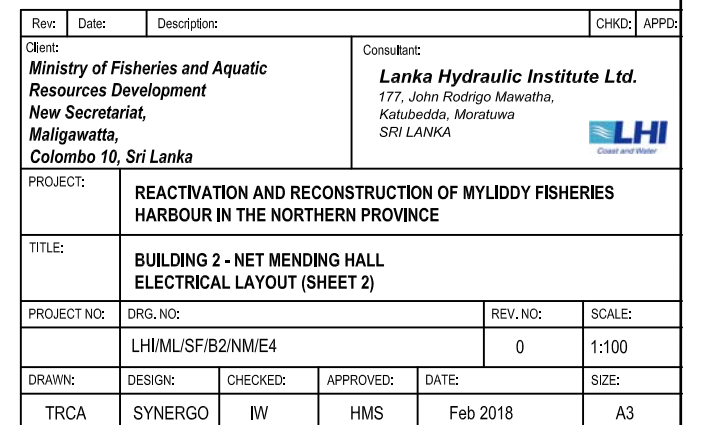 Rev: Date: Description: CHKD: APPD:
Client:
Ministry of Fisheries and Aquatic
Resources Development
New Secretariat,
Maligawatta,
Colombo 10, Sri Lanka
Consultant:
Lanka Hydraulic Institute Ltd.
177, John Rodrigo Mawatha,
Katubedda, Moratuwa
SRI LANKA
LHI
Coast and Water
PROJECT:
REACTIVATION AND RECONSTRUCTION OF MYLIDDY FISHERIES
HARBOUR IN THE NORTHERN PROVINCE
TITLE:
BUILDING 2 - NET MENDING HALL
ELECTRICAL LAYOUT (SHEET 2)
PROJECT NO: DRG. NO: REV. NO: SCALE:
LHI/ML/SF/B2/NM/E4 0 1:100
DRAWN: DESIGN: CHECKED: APPROVED: DATE: SIZE:
TRCA SYNERGO IW HMS Feb 2018 A3